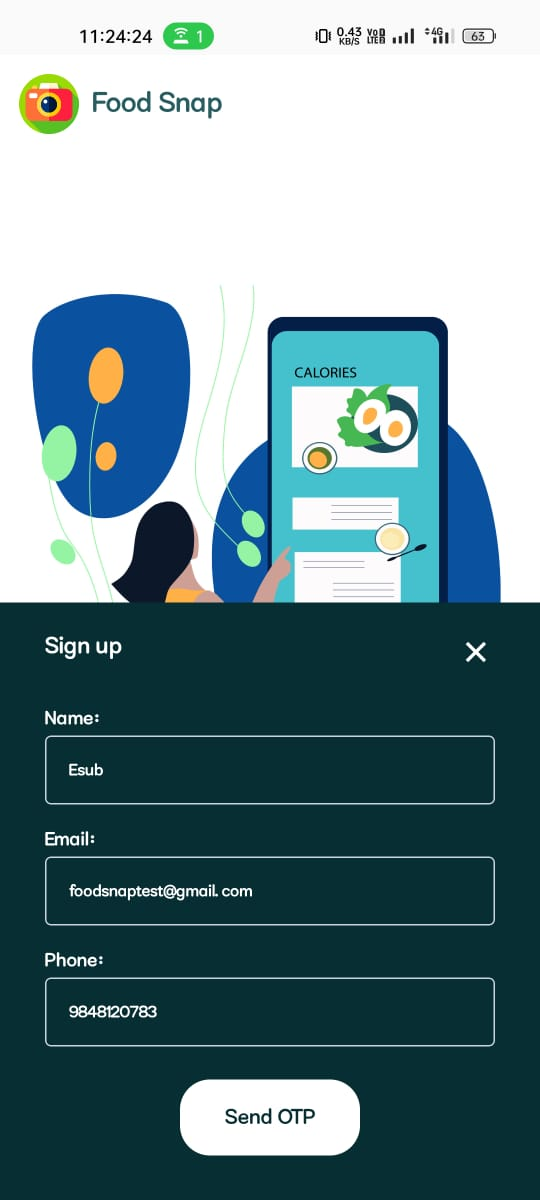 11:24:24 1 0.43 KB/S VoD LTE 4G 63
Food Snap
CALORIES
Sign up
Name:
Esub
Email:
foodsnaptest@gmail.com
Phone:
9848120783
Send OTP